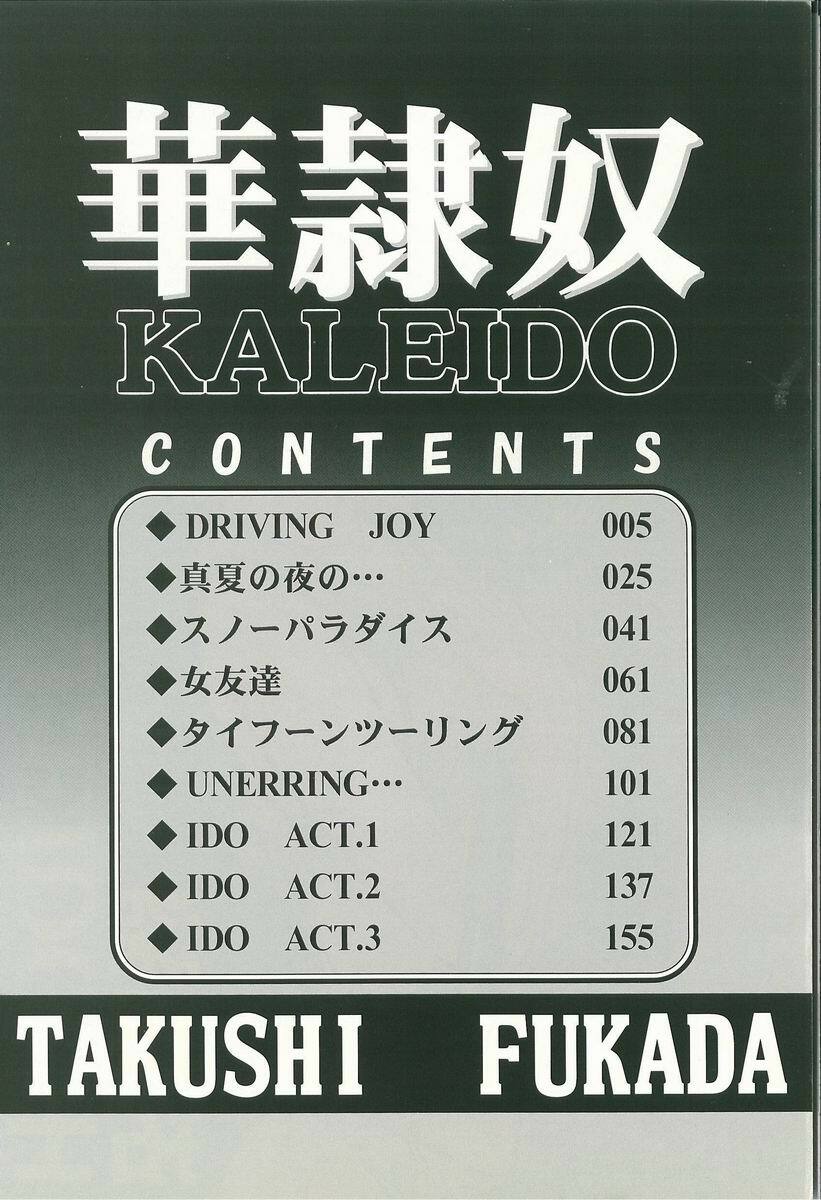 華隷奴
KALEIDO
CONTENTS
◆ DRIVING JOY 005
◆真夏の夜の… 025
◆スノーパラダイス 041
◆女友達 061
◆タイフーンツーリング 081
◆ UNERRING… 101
◆ IDO ACT.1 121
◆ IDO ACT.2 137
◆ IDO ACT.3 155
TAKUSHI FUKADA